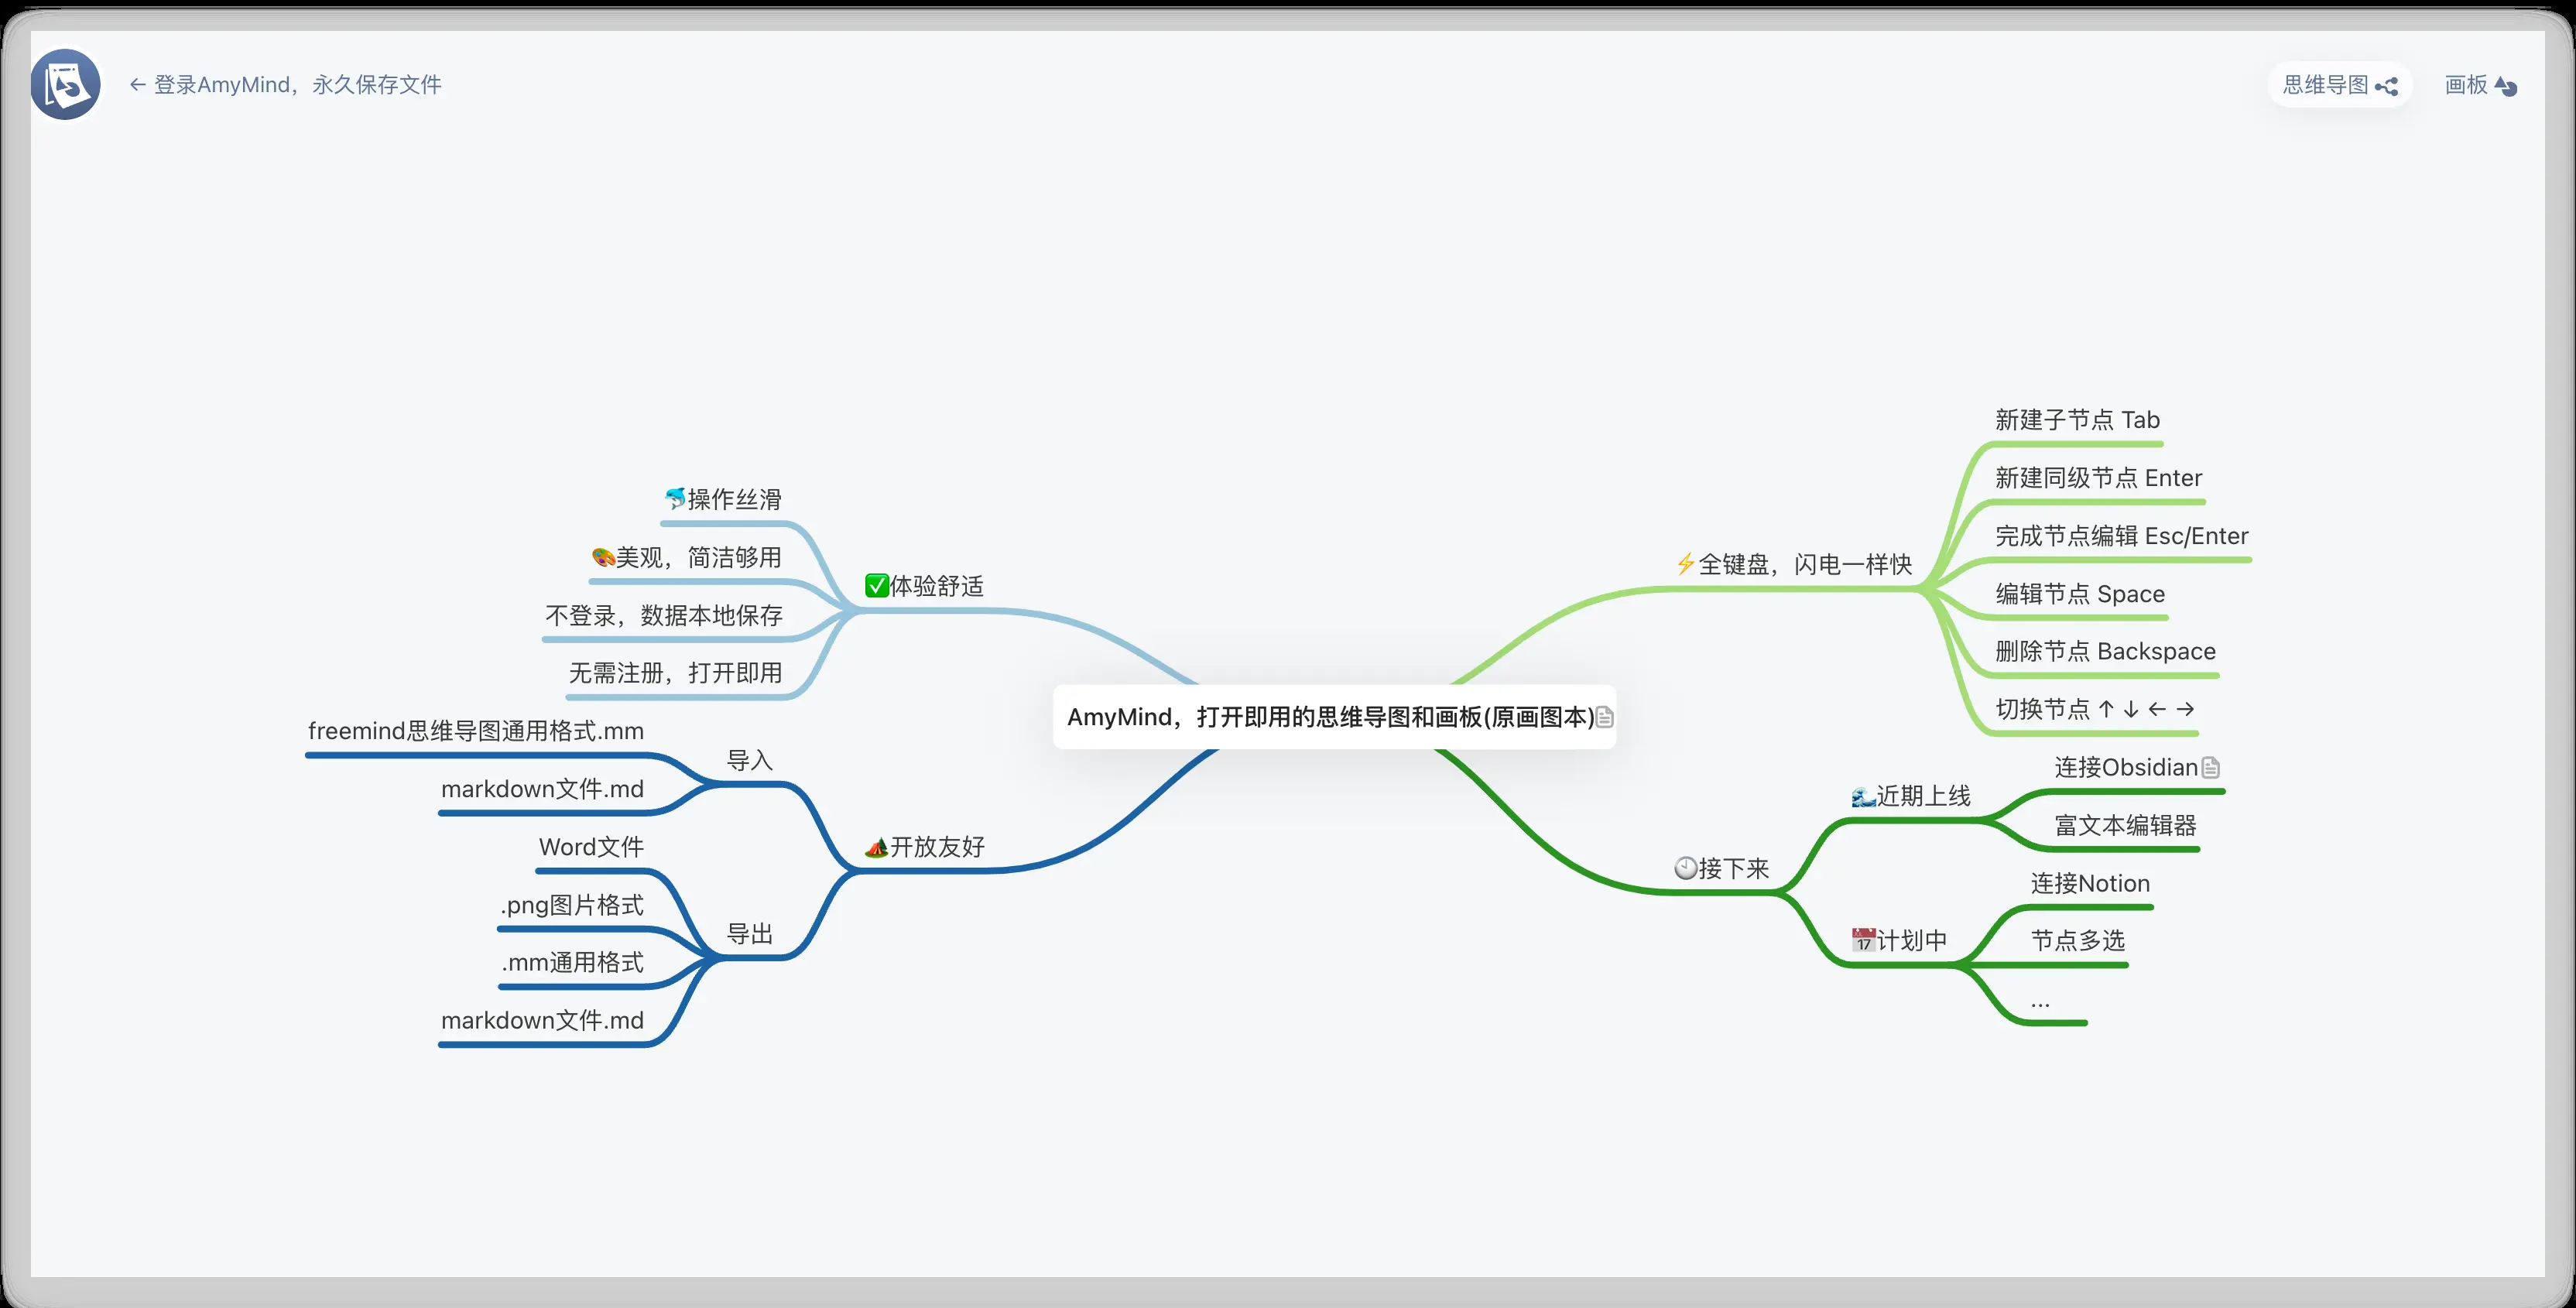 ← 登录AmyMind，永久保存文件
思维导图
画板
AmyMind，打开即用的思维导图和画板(原画图本)
⚡全键盘，闪电一样快
新建子节点 Tab
新建同级节点 Enter
完成节点编辑 Esc/Enter
编辑节点 Space
删除节点 Backspace
切换节点 ↑ ↓ ← →
🕙接下来
🌊近期上线
连接Obsidian
富文本编辑器
📅计划中
17
连接Notion
节点多选
...
✅体验舒适
🐬操作丝滑
🎨美观，简洁够用
不登录，数据本地保存
无需注册，打开即用
🏕开放友好
导入
freemind思维导图通用格式.mm
markdown文件.md
导出
Word文件
.png图片格式
.mm通用格式
markdown文件.md